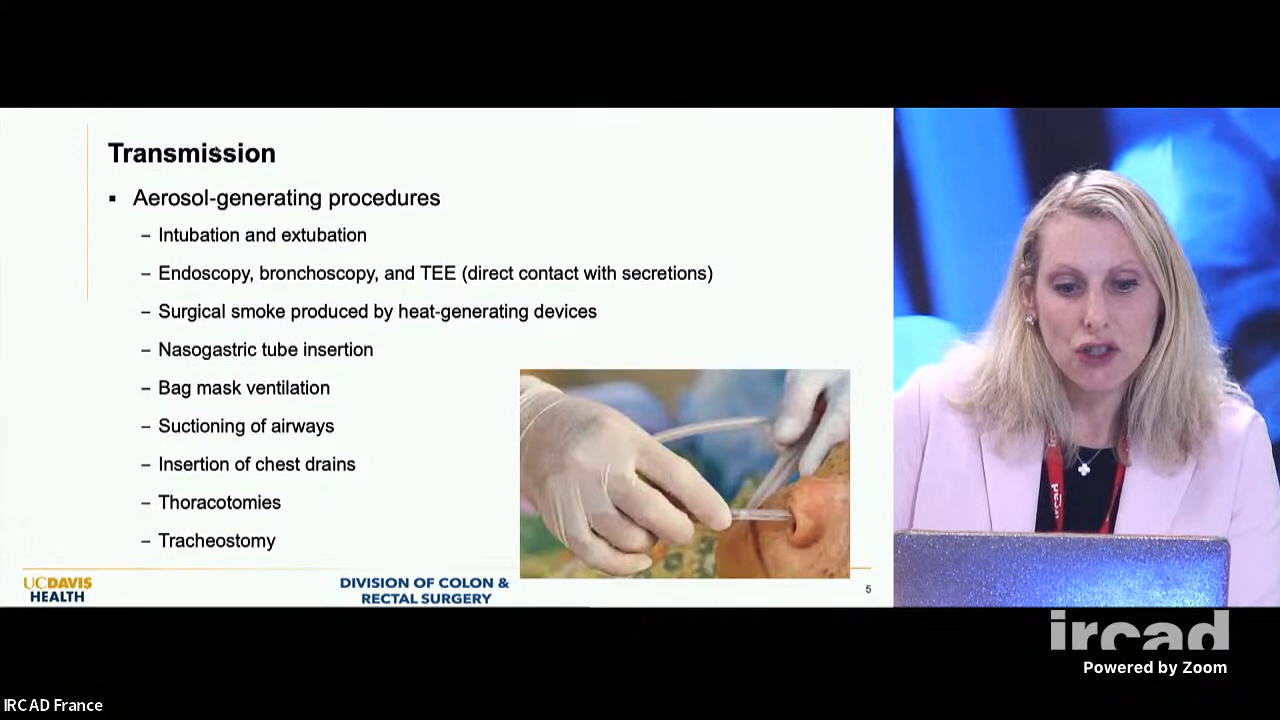 Transmission
▪ Aerosol-generating procedures
– Intubation and extubation
– Endoscopy, bronchoscopy, and TEE (direct contact with secretions)
– Surgical smoke produced by heat-generating devices
– Nasogastric tube insertion
– Bag mask ventilation
– Suctioning of airways
– Insertion of chest drains
– Thoracotomies
– Tracheostomy
UCDAVIS
HEALTH
DIVISION OF COLON &
RECTAL SURGERY
5
ircad
ircad
Powered by Zoom
IRCAD France